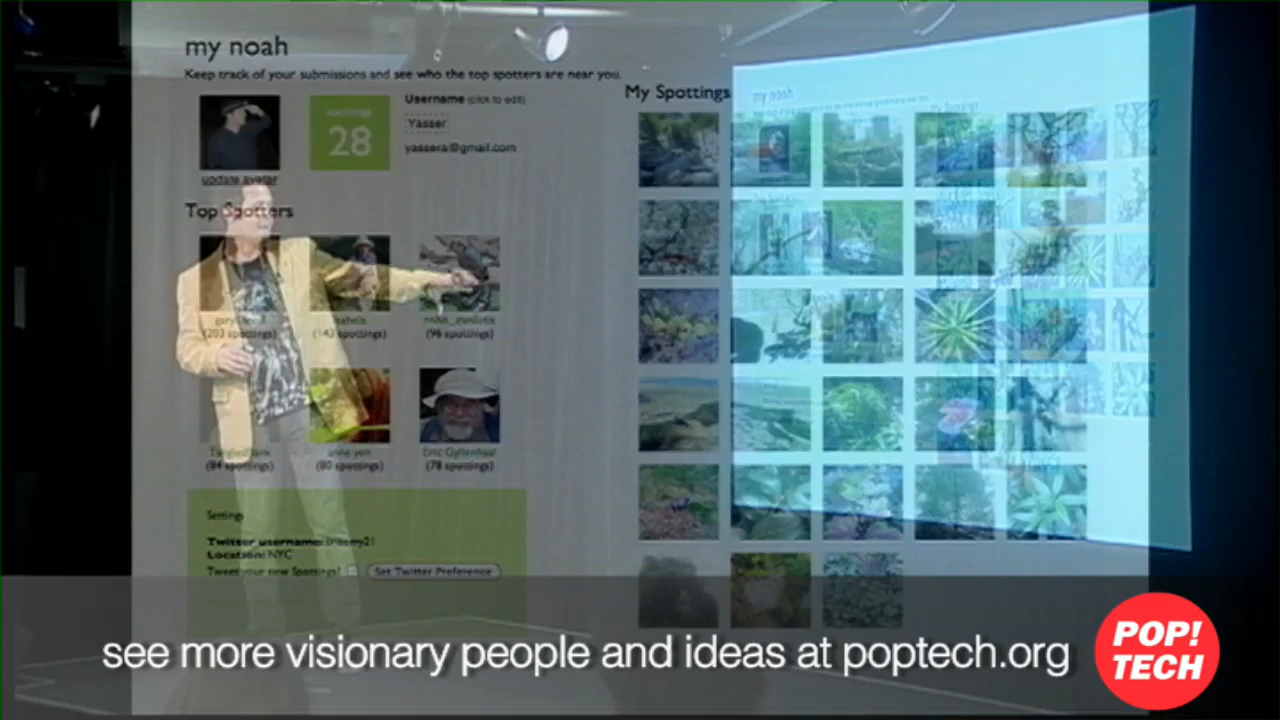 my noah
Keep track of your submissions and see who the top spotters are near you.
My Spottings
my noah
Username (click to edit)
spottings
28
Yasser
yassera@gmail.com
update avatar
Top Spotters
(203 spottings)
(143 spottings)
(96 spottings)
anne yen
Eric Gyllenhaal
(84 spottings)
(80 spottings)
(78 spottings)
Settings
Twitter username:
Location: NYC
Tweet your new Spottings?
Set Twitter Preference
see more visionary people and ideas at poptech.org
POP!
TECH